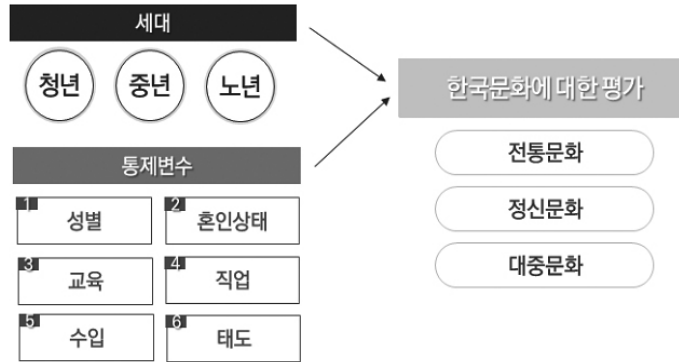 세대
청년 중년 노년
통제변수
1 성별 2 혼인상태
3 교육 4 직업
5 수입 6 태도
한국문화에 대한 평가
전통문화
정신문화
대중문화